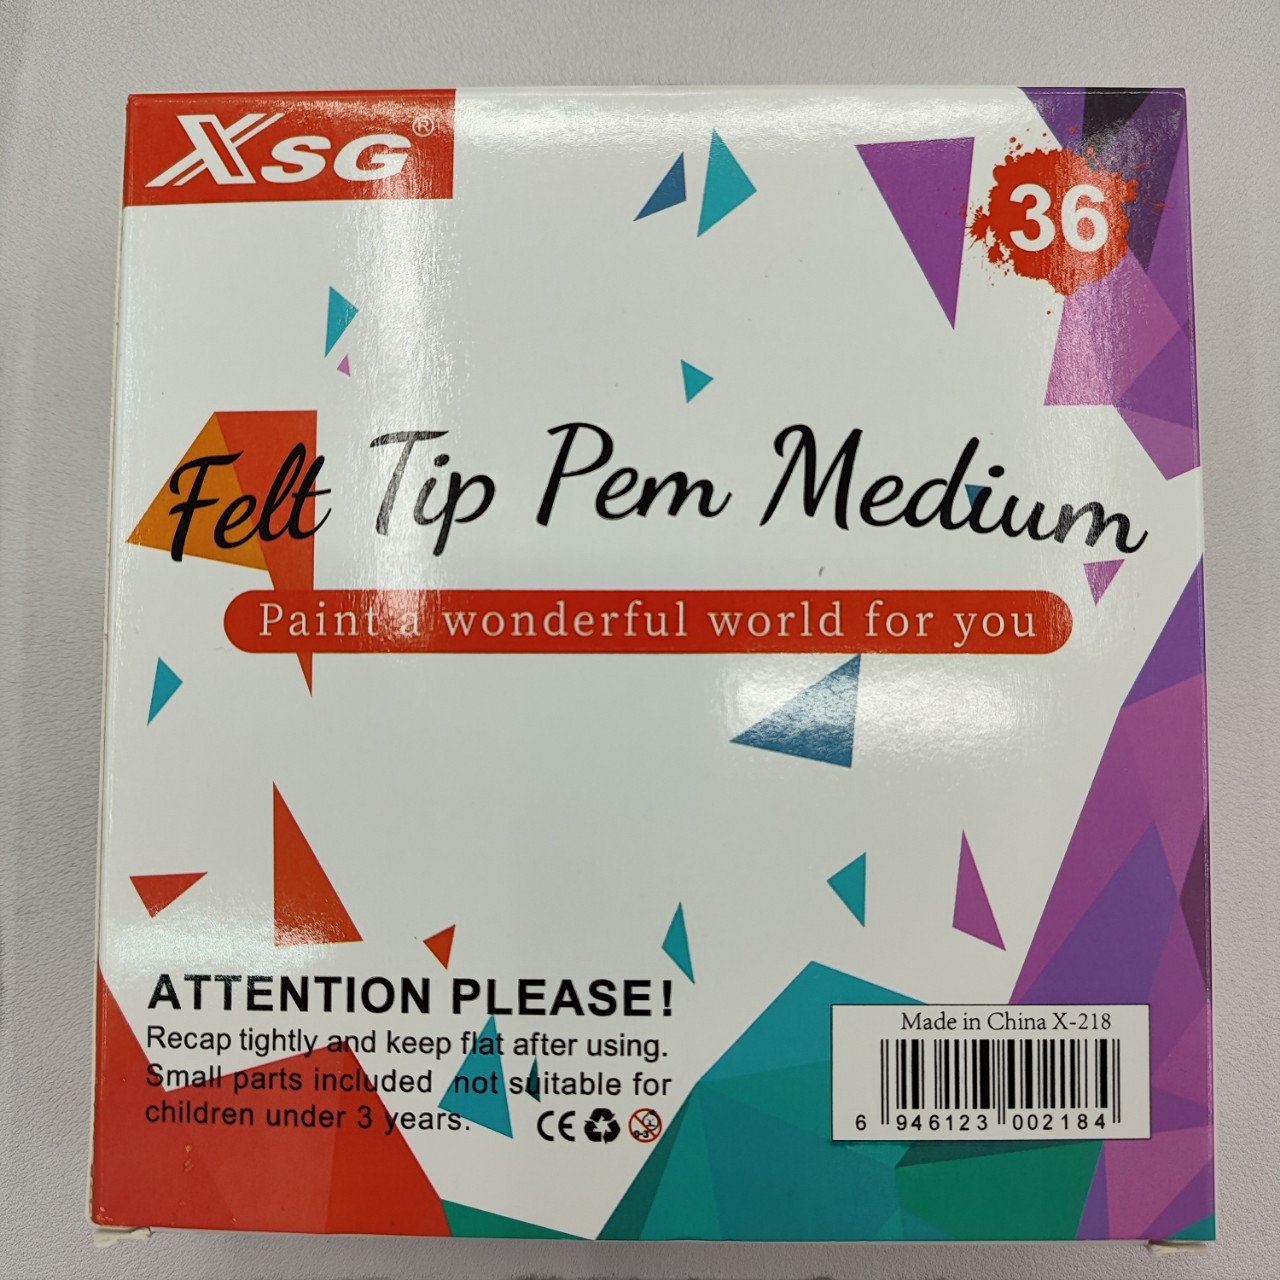 XSG®
36
Felt Tip Pem Medium
Paint a wonderful world for you
ATTENTION PLEASE!
Recap tightly and keep flat after using.
Small parts included not suitable for
children under 3 years.
CE
0-3
Made in China X-218
6 946123 002184